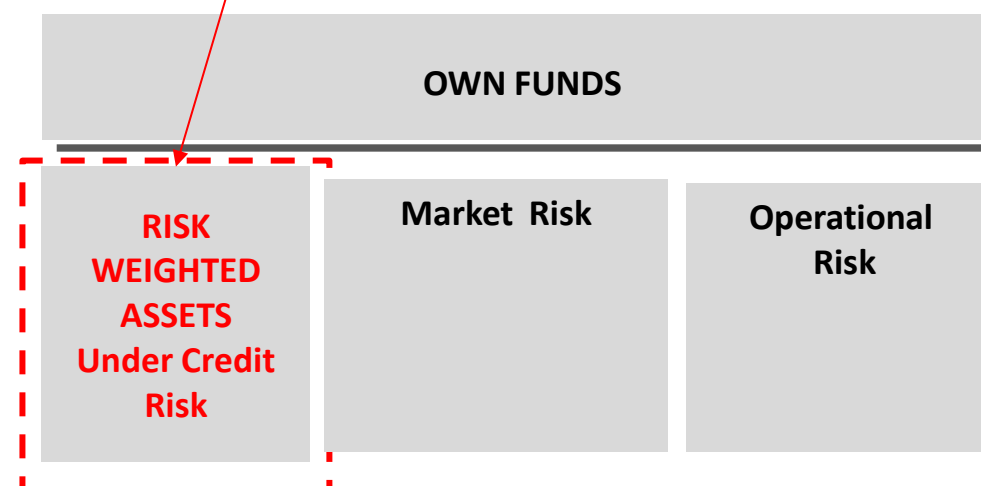 OWN FUNDS
RISK
WEIGHTED
ASSETS
Under Credit
Risk
Market Risk
Operational
Risk